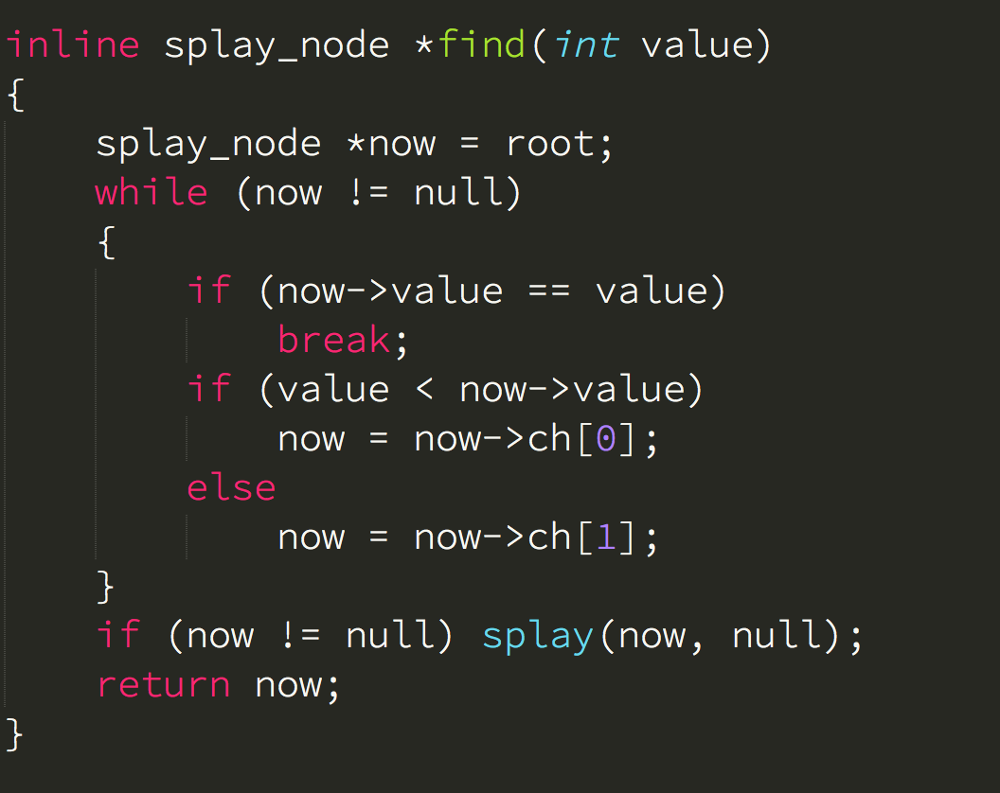 inline splay_node *find(int value)
{
    splay_node *now = root;
    while (now != null)
    {
        if (now->value == value)
            break;
        if (value < now->value)
            now = now->ch[0];
        else
            now = now->ch[1];
    }
    if (now != null) splay(now, null);
    return now;
}